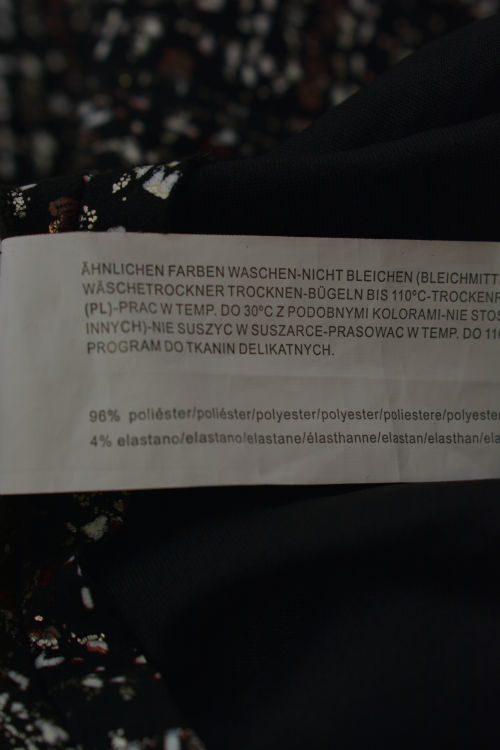 ÄHNLICHEN FARBEN WASCHEN-NICHT BLEICHEN (BLEICHMITT
WÄSCHETROCKNER TROCKNEN-BÜGELN BIS 110ºC-TROCKENR
(PL)-PRAC W TEMP. DO 30ºC Z PODOBNYMI KOLORAMI-NIE STOS
INNYCH)-NIE SUSZYC W SUSZARCE-PRASOWAC W TEMP. DO 110
PROGRAM DO TKANIN DELIKATNYCH.
96% poliéster/poliéster/polyester/polyester/poliestere/polyester
4% elastano/elastano/elastane/élasthanne/elastan/elasthan/ela